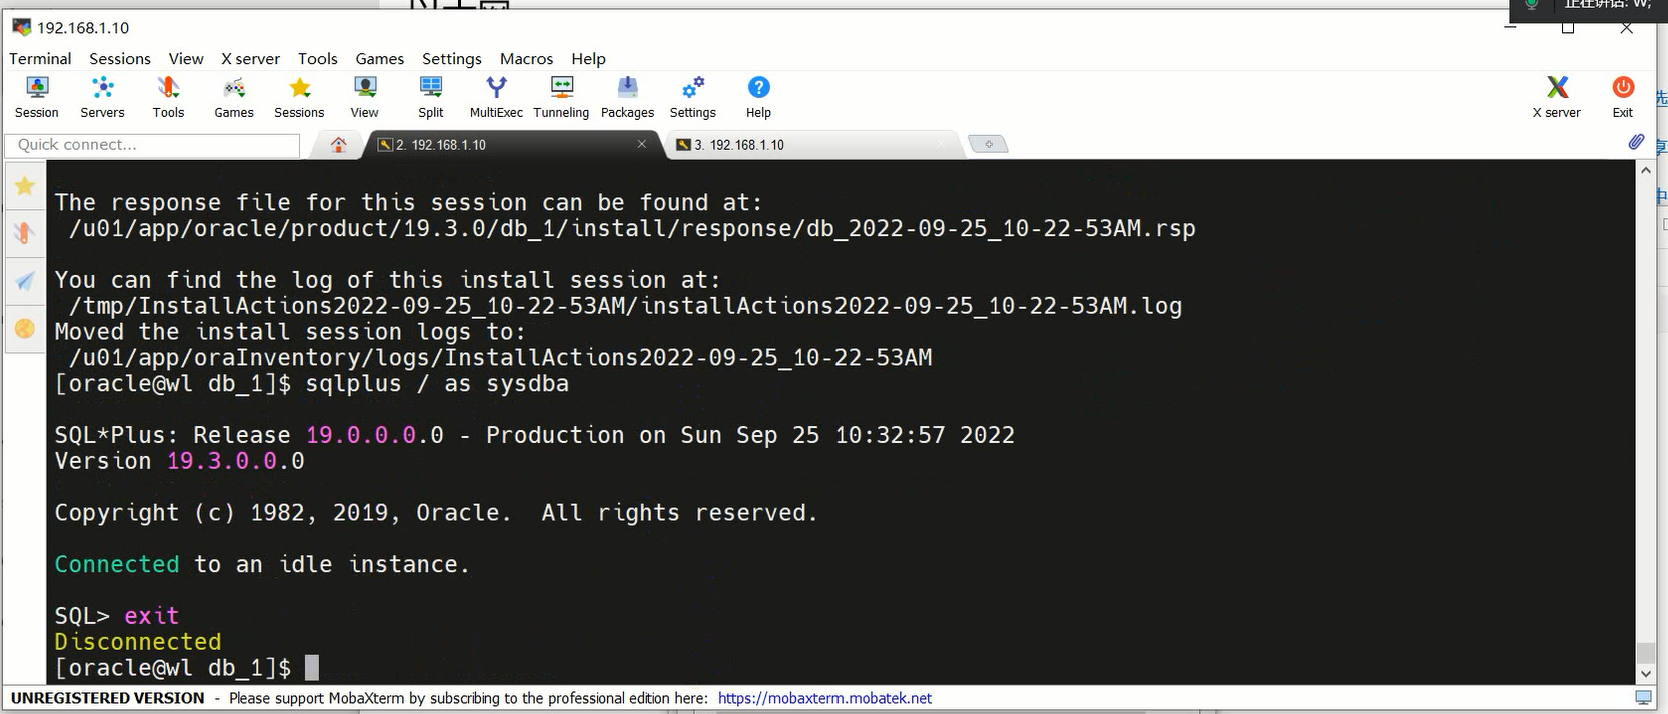 正在讲话: W;
192.168.1.10
Terminal Sessions View X server Tools Games Settings Macros Help
Session Servers Tools Games Sessions View Split MultiExec Tunneling Packages Settings Help X server Exit
Quick connect...
2. 192.168.1.10
3. 192.168.1.10
The response file for this session can be found at:
/u01/app/oracle/product/19.3.0/db_1/install/response/db_2022-09-25_10-22-53AM.rsp
You can find the log of this install session at:
/tmp/InstallActions2022-09-25_10-22-53AM/installActions2022-09-25_10-22-53AM.log
Moved the install session logs to:
/u01/app/oraInventory/logs/InstallActions2022-09-25_10-22-53AM
[oracle@wl db_1]$ sqlplus / as sysdba
SQL*Plus: Release 19.0.0.0.0 - Production on Sun Sep 25 10:32:57 2022
Version 19.3.0.0.0
Copyright (c) 1982, 2019, Oracle.  All rights reserved.
Connected to an idle instance.
SQL> exit
Disconnected
[oracle@wl db_1]$
UNREGISTERED VERSION - Please support MobaXterm by subscribing to the professional edition here: https://mobaxterm.mobatek.net